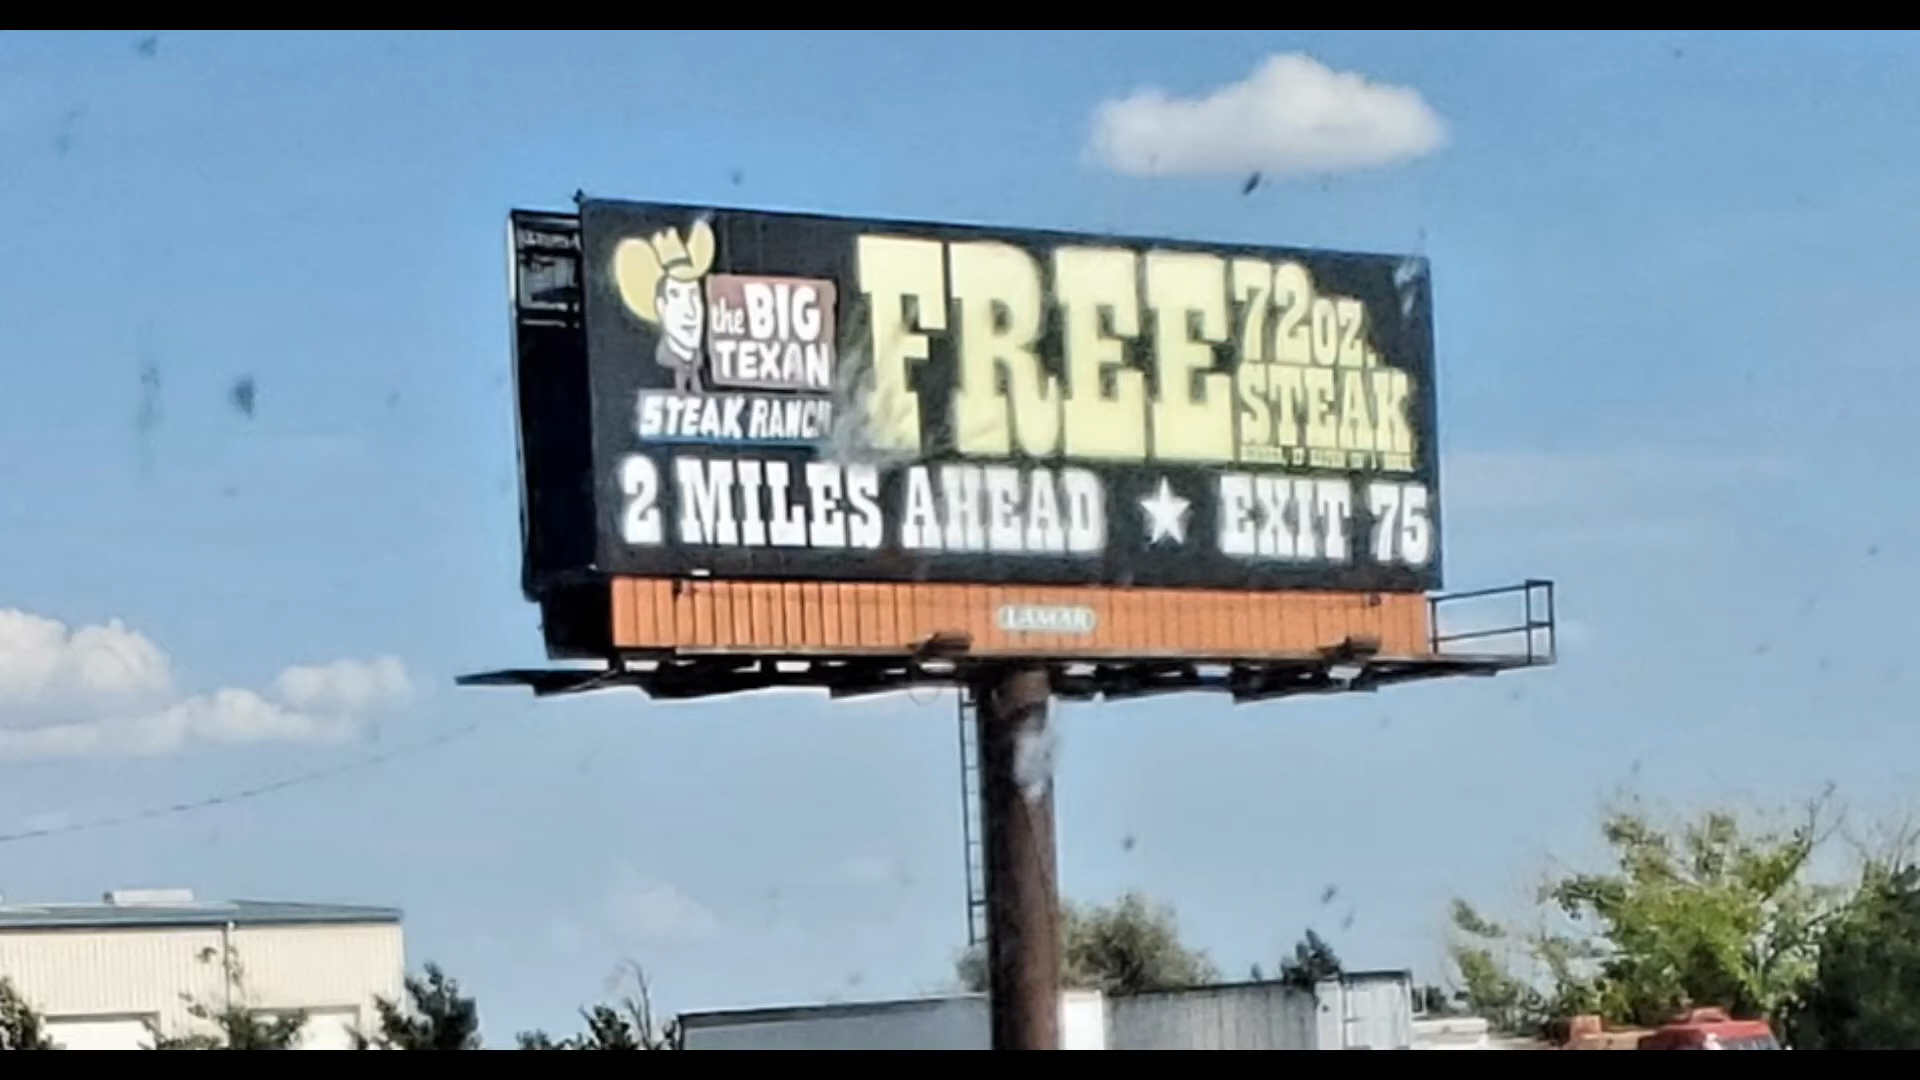 the BIG
TEXAN
STEAK RANCH
FREE
72oz.
STEAK
2 MILES AHEAD ★ EXIT 75
LAMAR